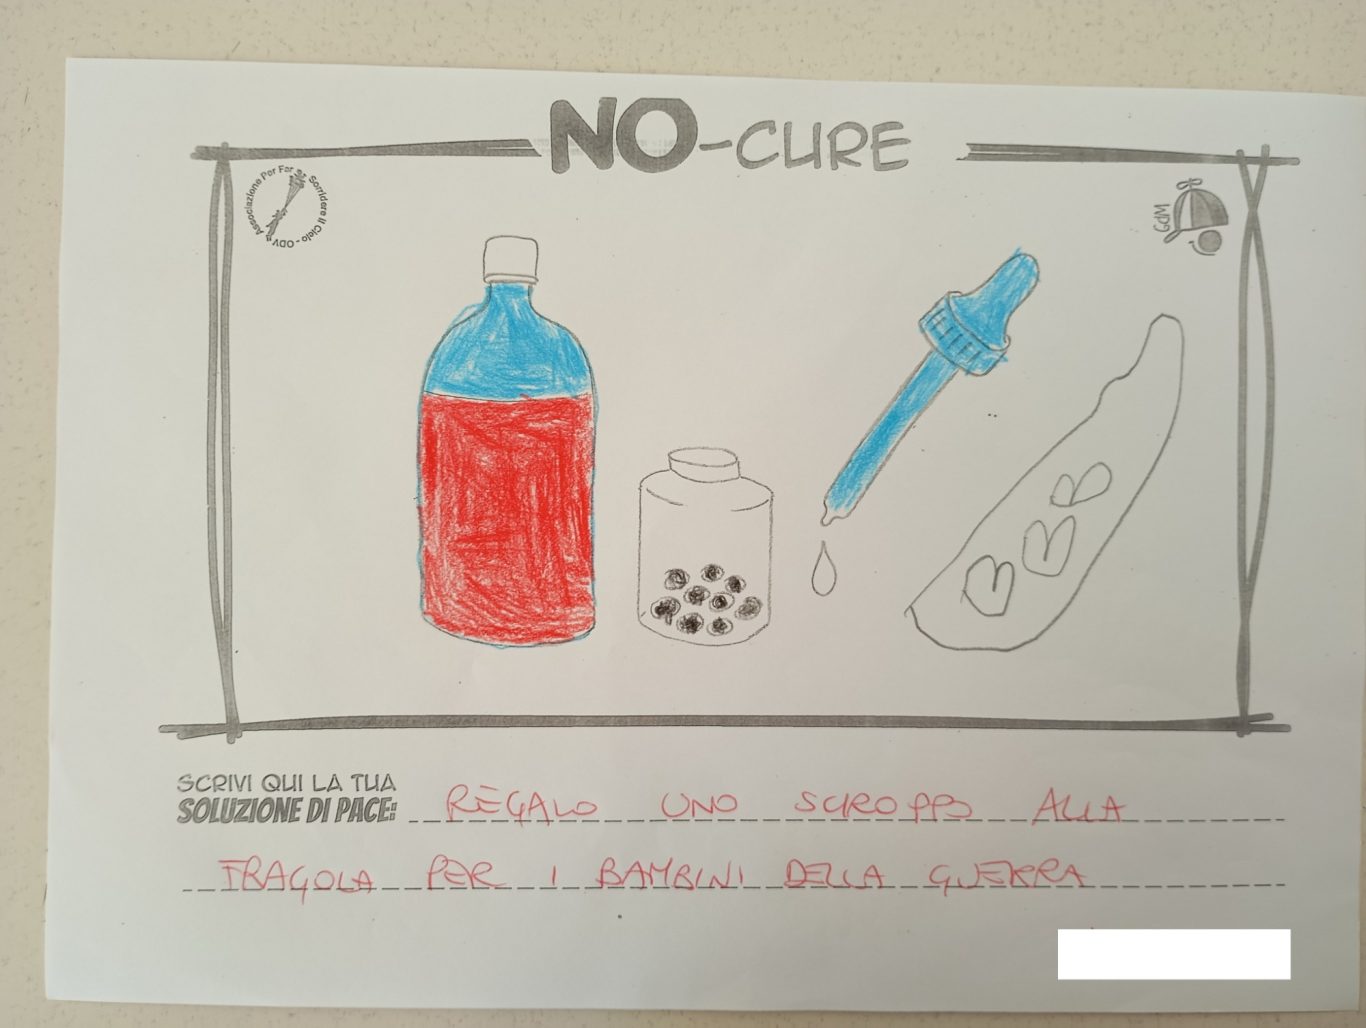 NO-CURE
Associazione Per Far Sorridere Il Cielo - ODV
GdM
B B B
SCRIVI QUI LA TUA
SOLUZIONE DI PACE: REGALO UNO SCIROPPO ALLA
FRAGOLA PER I BAMBINI DELLA GUERRA